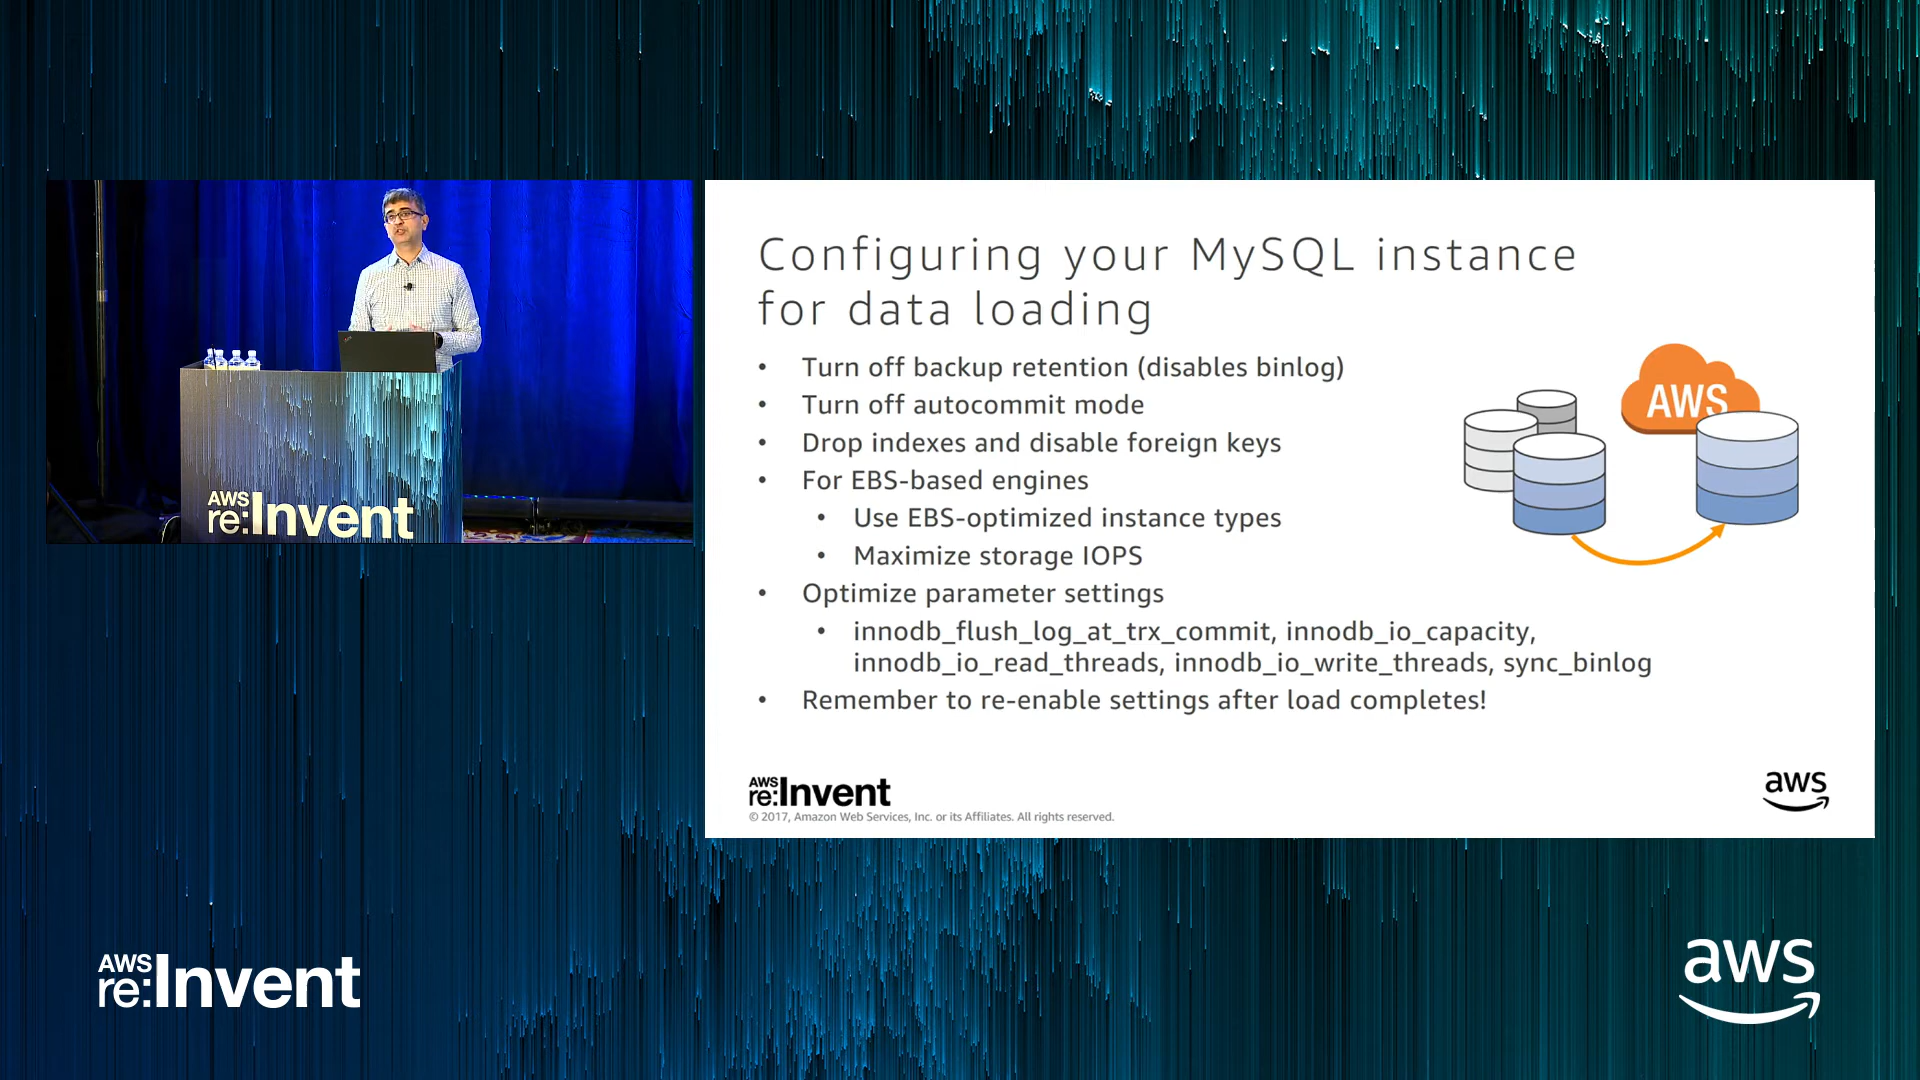 Configuring your MySQL instance
for data loading
• Turn off backup retention (disables binlog)
• Turn off autocommit mode
• Drop indexes and disable foreign keys
• For EBS-based engines
• Use EBS-optimized instance types
• Maximize storage IOPS
• Optimize parameter settings
• innodb_flush_log_at_trx_commit, innodb_io_capacity,
innodb_io_read_threads, innodb_io_write_threads, sync_binlog
• Remember to re-enable settings after load completes!
AWS
AWS
re:Invent
© 2017, Amazon Web Services, Inc. or its Affiliates. All rights reserved.
aws
AWS
re:Invent
AWS
re:Invent
aws